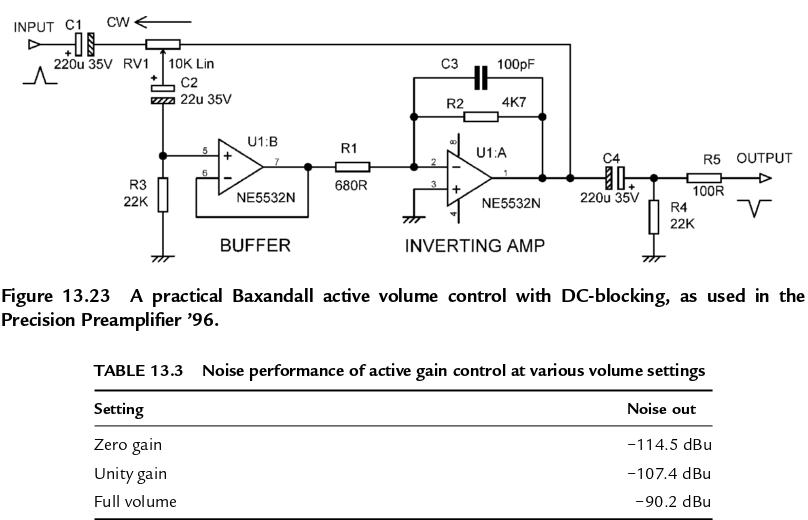 INPUT
C1
CW
220u 35V
RV1
10K Lin
C2
22u 35V
C3
100pF
R2
4K7
U1:B
5
6
7
NE5532N
R3
22K
R1
680R
8
U1:A
2
3
1
4
NE5532N
C4
220u 35V
R5
100R
OUTPUT
R4
22K
BUFFER
INVERTING AMP
Figure 13.23 A practical Baxandall active volume control with DC-blocking, as used in the
Precision Preamplifier ’96.
TABLE 13.3 Noise performance of active gain control at various volume settings
Setting Noise out
Zero gain −114.5 dBu
Unity gain −107.4 dBu
Full volume −90.2 dBu